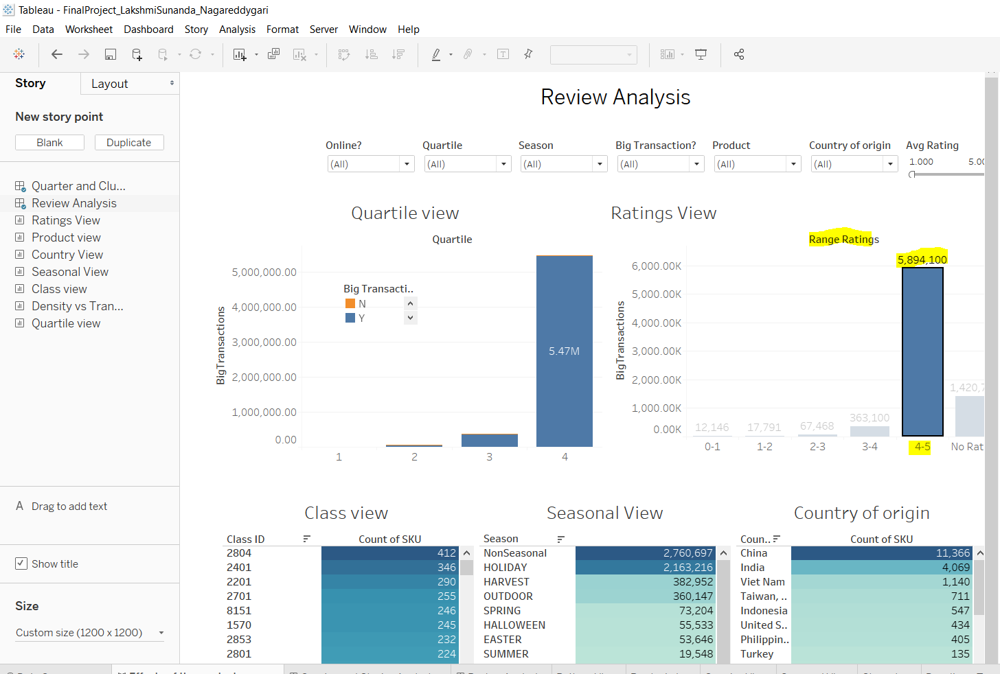 Tableau - FinalProject_LakshmiSunanda_Nagareddygari
File Data Worksheet Dashboard Story Analysis Format Server Window Help
Story Layout
New story point
Blank Duplicate
Quarter and Clu...
Review Analysis
Ratings View
Product view
Country View
Seasonal View
Class view
Density vs Tran...
Quartile view
A Drag to add text
Show title
Size
Custom size (1200 x 1200)
Review Analysis
Online? Quartile Season Big Transaction? Product Country of origin Avg Rating
(All) (All) (All) (All) (All) (All) 1.000 5.00
Quartile view
Quartile
BigTransactions
5,000,000.00
4,000,000.00
3,000,000.00
2,000,000.00
1,000,000.00
0.00
Big Transacti..
N
Y
5.47M
1 2 3 4
Ratings View
Range Ratings
BigTransactions
6,000.00K
5,000.00K
4,000.00K
3,000.00K
2,000.00K
1,000.00K
0.00K
12,146 17,791 67,468 363,100 5,894,100 1,420,7
0-1 1-2 2-3 3-4 4-5 No Rat
Class view
Class ID Count of SKU
2804 412
2401 346
2201 290
2701 255
8151 246
1570 245
2853 232
2801 224
Seasonal View
Season
NonSeasonal 2,760,697
HOLIDAY 2,163,216
HARVEST 382,952
OUTDOOR 360,147
SPRING 73,204
HALLOWEEN 55,533
EASTER 53,646
SUMMER 19,548
Country of origin
Coun.. Count of SKU
China 11,366
India 4,069
Viet Nam 1,140
Taiwan, .. 711
Indonesia 547
United S.. 434
Philippin.. 405
Turkey 135